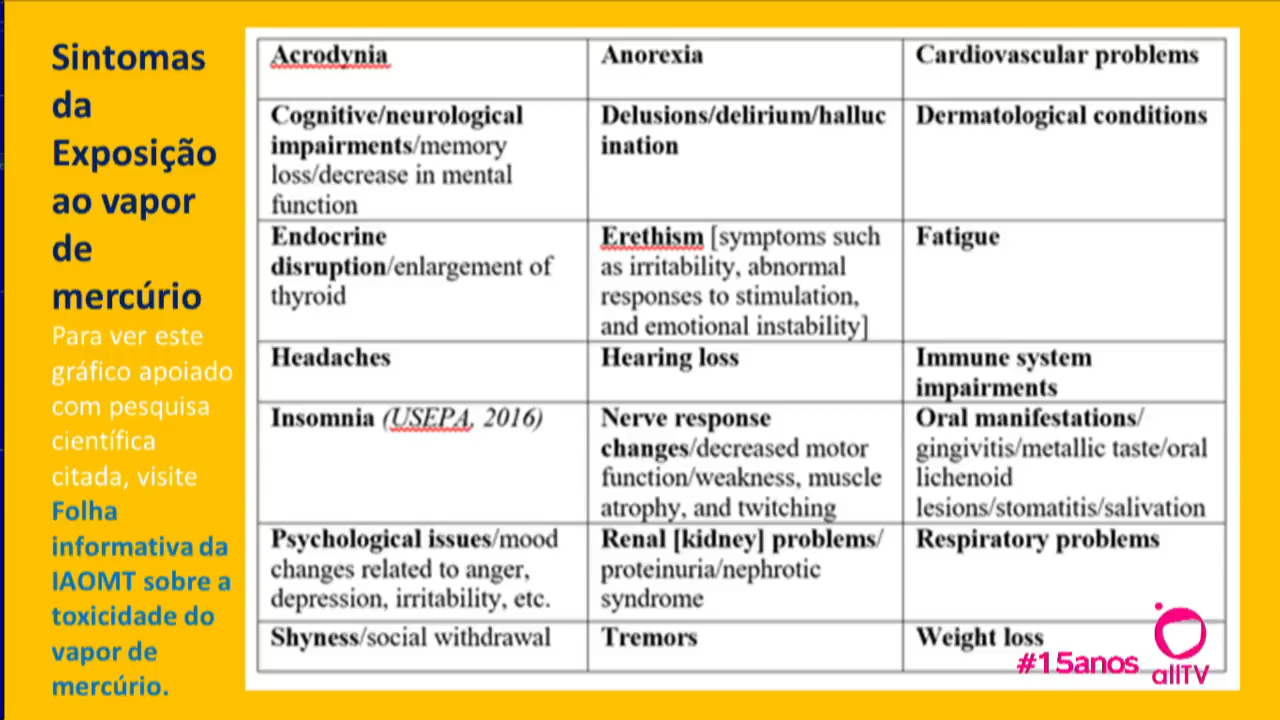 Sintomas
da
Exposição
ao vapor
de
mercúrio
Para ver este
gráfico apoiado
com pesquisa
científica
citada, visite
Folha
informativa da
IAOMT sobre a
toxicidade do
vapor de
mercúrio.
Acrodynia
Anorexia
Cardiovascular problems
Cognitive/neurological
impairments/memory
loss/decrease in mental
function
Delusions/delirium/halluc
ination
Dermatological conditions
Endocrine
disruption/enlargement of
thyroid
Erethism [symptoms such
as irritability, abnormal
responses to stimulation,
and emotional instability]
Fatigue
Headaches
Hearing loss
Immune system
impairments
Insomnia (USEPA, 2016)
Nerve response
changes/decreased motor
function/weakness, muscle
atrophy, and twitching
Oral manifestations/
gingivitis/metallic taste/oral
lichenoid
lesions/stomatitis/salivation
Psychological issues/mood
changes related to anger,
depression, irritability, etc.
Renal [kidney] problems/
proteinuria/nephrotic
syndrome
Respiratory problems
Shyness/social withdrawal
Tremors
Weight loss
#15anos
allTV